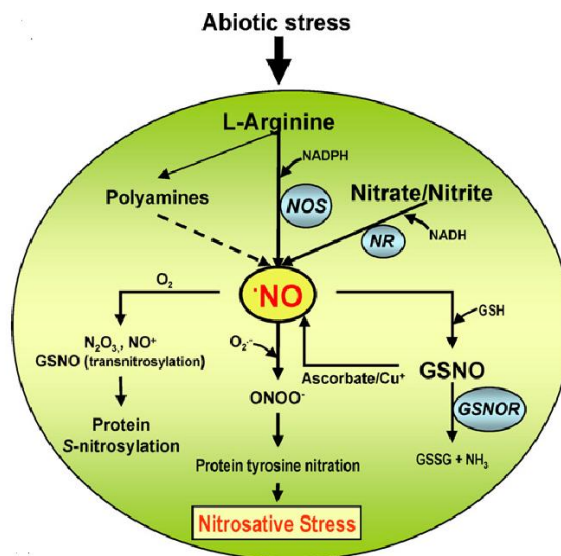 Abiotic stress
L-Arginine
NADPH
Polyamines
NOS
Nitrate/Nitrite
NR
NADH
·NO
O₂
GSH
N₂O₃, NO⁺
GSNO (transnitrosylation)
O₂·⁻
Ascorbate/Cu⁺
GSNO
ONOO⁻
GSNOR
Protein
S-nitrosylation
Protein tyrosine nitration
GSSG + NH₃
Nitrosative Stress